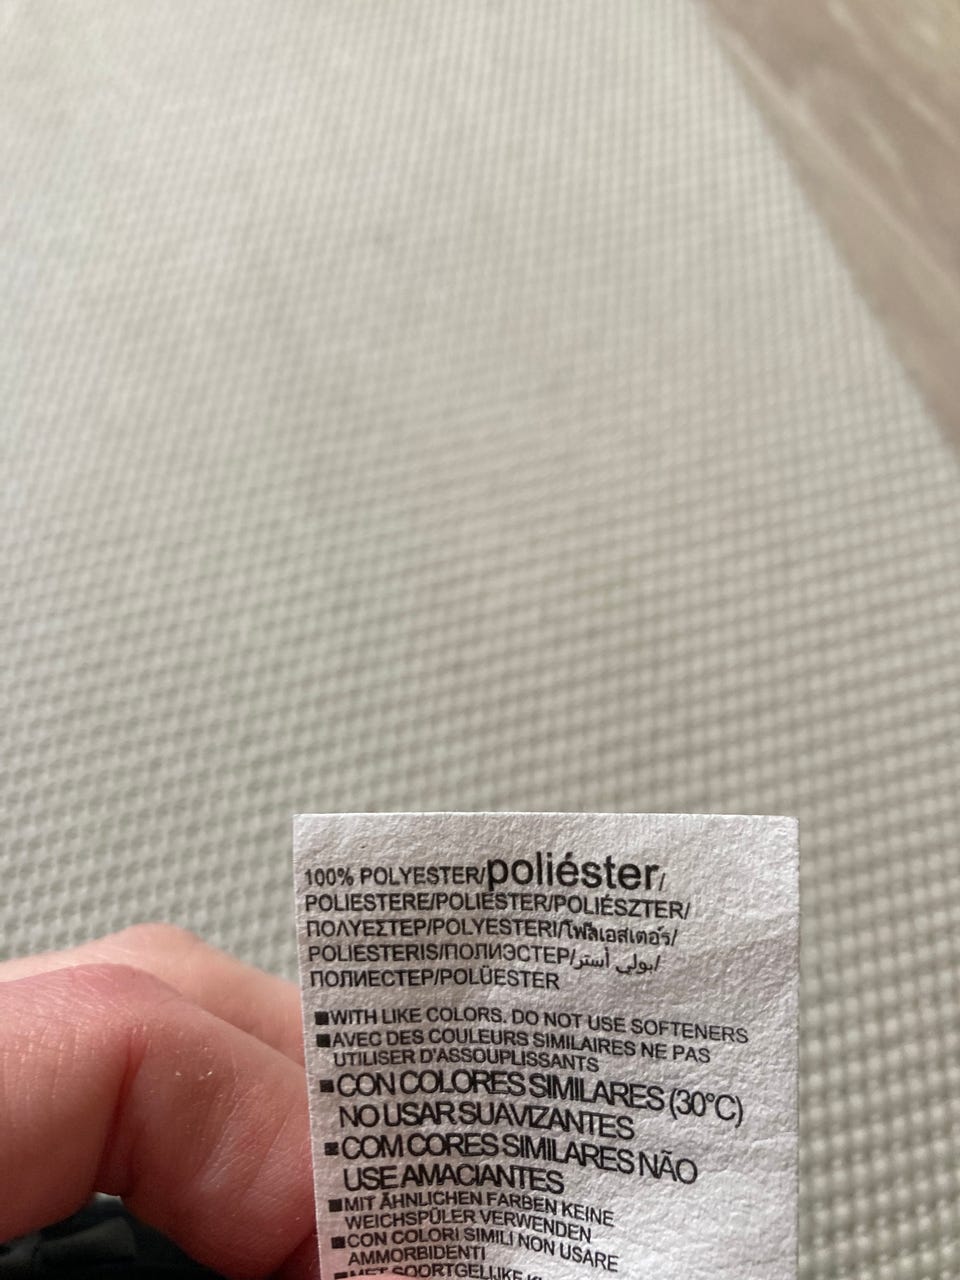 100% POLYESTER/poliéster/
POLIESTERE/POLIÉSTER/POLIÉSZTER/
ΠΟΛΥΕΣΤΕΡ/POLYESTERI/โพลีเอสเตอร์/
POLIESTERIS/ПОЛИЭСТЕР/بولي أستر/
ПОЛИЕСТЕР/POLÜESTER
■WITH LIKE COLORS. DO NOT USE SOFTENERS
■AVEC DES COULEURS SIMILAIRES NE PAS
UTILISER D'ASSOUPLISSANTS
■CON COLORES SIMILARES (30°C)
NO USAR SUAVIZANTES
■COM CORES SIMILARES NÃO
USE AMACIANTES
■MIT ÄHNLICHEN FARBEN KEINE
WEICHSPÜLER VERWENDEN
■CON COLORI SIMILI NON USARE
AMMORBIDENTI
■MET SOORTGELIJKE